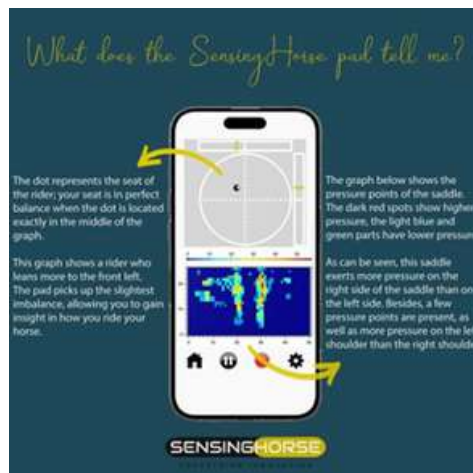 What does the SensingHorse pad tell me?
The dot represents the seat of
the rider; your seat is in perfect
balance when the dot is located
exactly in the middle of the
graph.
This graph shows a rider who
leans more to the front left.
The pad picks up the slightest
imbalance, allowing you to gain
insight in how you ride your
horse.
The graph below shows the
pressure points of the saddle.
The dark red spots show higher
pressure, the light blue and
green parts have lower pressure
As can be seen, this saddle
exerts more pressure on the
right side of the saddle than on
the left side. Besides, a few
pressure points are present, as
well as more pressure on the left
shoulder than the right shoulder
SENSINGHORSE